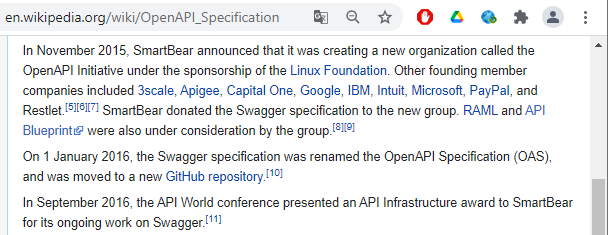 en.wikipedia.org/wiki/OpenAPI_Specification
In November 2015, SmartBear announced that it was creating a new organization called the
OpenAPI Initiative under the sponsorship of the Linux Foundation. Other founding member
companies included 3scale, Apigee, Capital One, Google, IBM, Intuit, Microsoft, PayPal, and
Restlet.[5][6][7] SmartBear donated the Swagger specification to the new group. RAML and API
Blueprint were also under consideration by the group.[8][9]
On 1 January 2016, the Swagger specification was renamed the OpenAPI Specification (OAS),
and was moved to a new GitHub repository.[10]
In September 2016, the API World conference presented an API Infrastructure award to SmartBear
for its ongoing work on Swagger.[11]